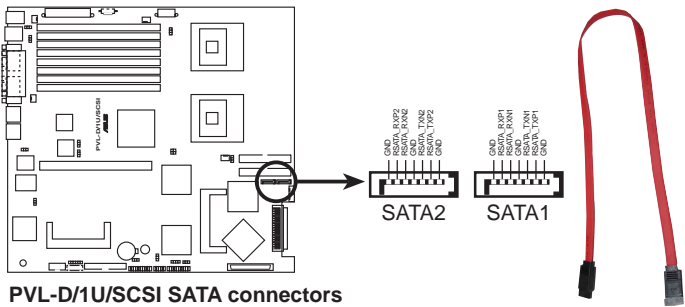 PVL-D/1U/SCSI
ASUS
GND
RSATA_RXP2
RSATA_RXN2
GND
RSATA_TXN2
RSATA_TXP2
GND
SATA2
GND
RSATA_RXP1
RSATA_RXN1
GND
RSATA_TXN1
RSATA_TXP1
GND
SATA1
PVL-D/1U/SCSI SATA connectors